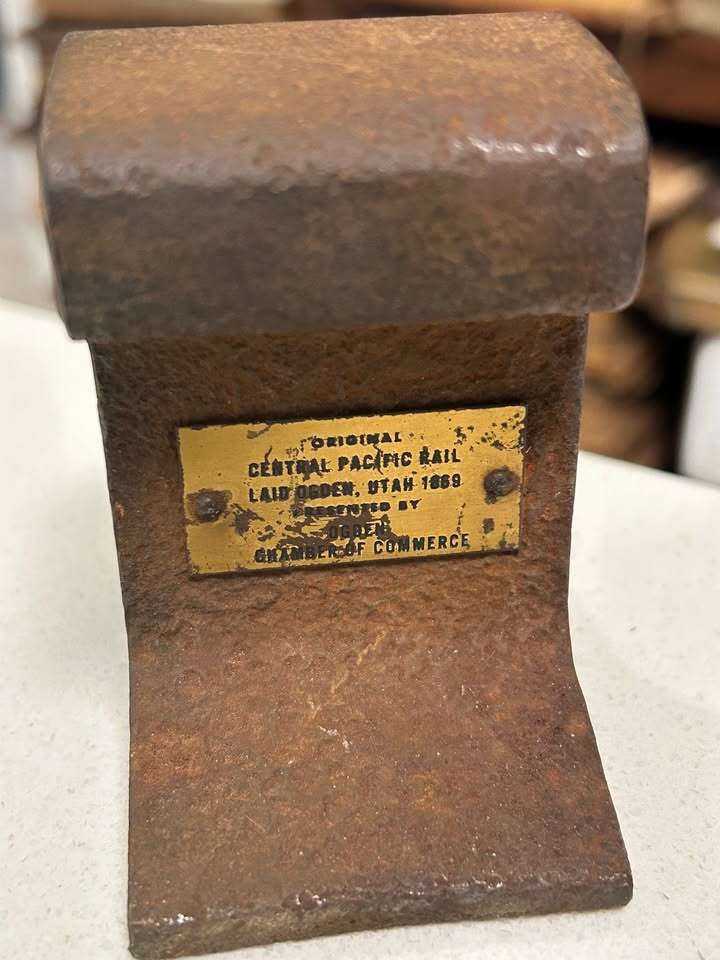 ORIGINAL
CENTRAL PACIFIC RAIL
LAID OGDEN, UTAH 1869
PRESENTED BY
OGDEN
CHAMBER OF COMMERCE